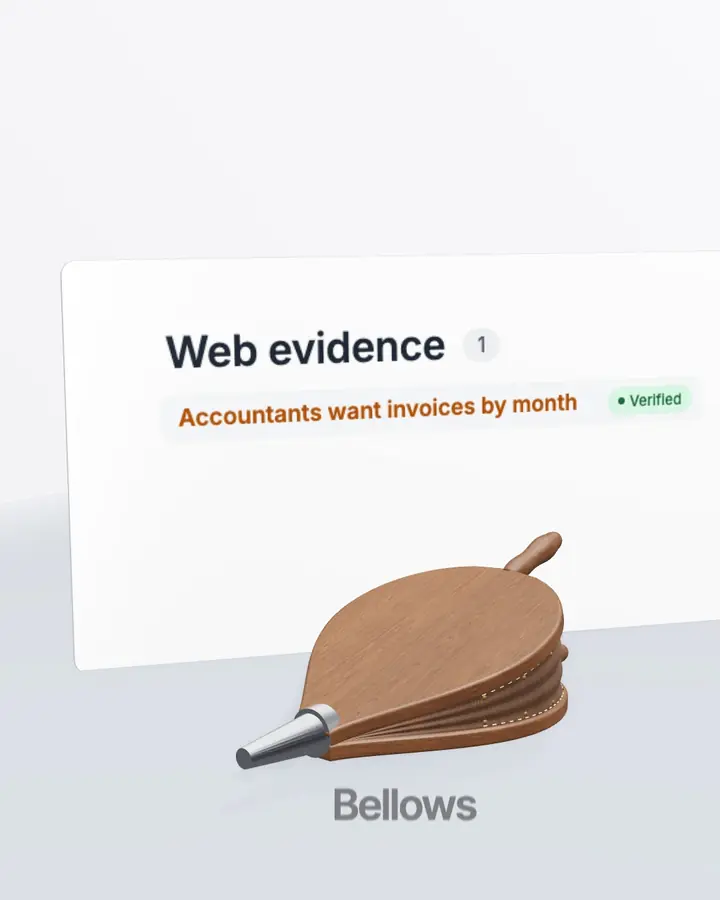 Web evidence 1
Accountants want invoices by month • Verified
Bellows